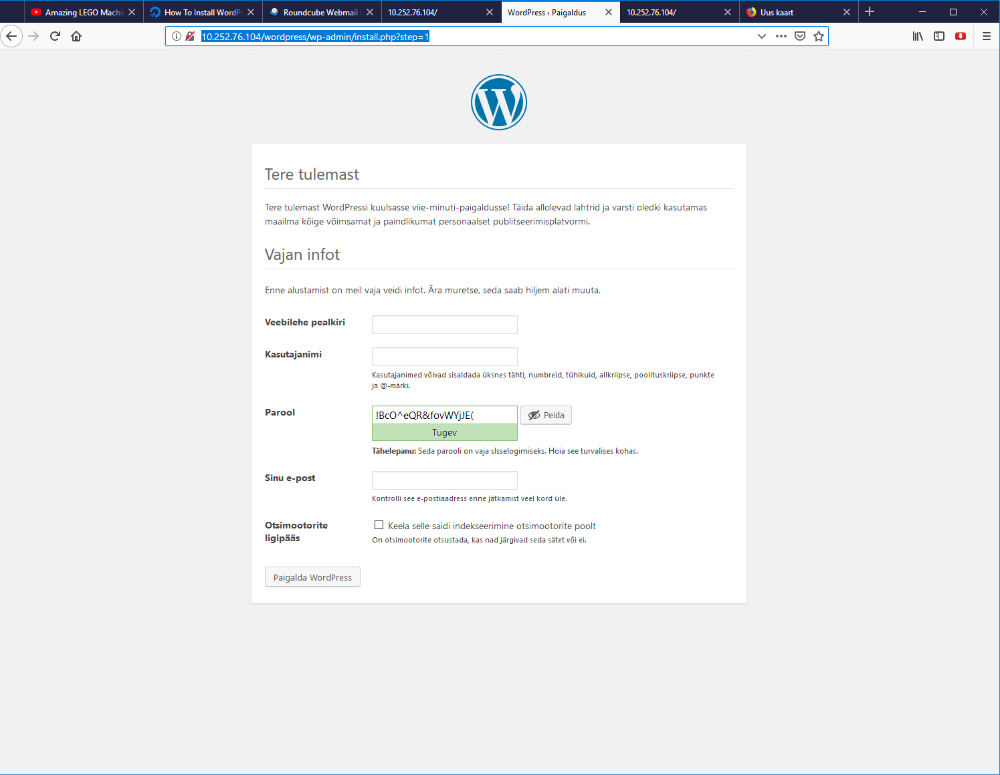 Amazing LEGO Machi
How To Install WordPr
Roundcube Webmail :
10.252.76.104/
WordPress › Paigaldus
10.252.76.104/
Uus kaart
10.252.76.104/wordpress/wp-admin/install.php?step=1
Tere tulemast
Tere tulemast WordPressi kuulsasse viie-minuti-paigaldusse! Täida allolevad lahtrid ja varsti oledki kasutamas
maailma kõige võimsamat ja paindlikumat personaalset publitseerimisplatvormi.
Vajan infot
Enne alustamist on meil vaja veidi infot. Ära muretse, seda saab hiljem alati muuta.
Veebilehe pealkiri
Kasutajanimi
Kasutajanimed võivad sisaldada üksnes tähti, numbreid, tühikuid, allkriipse, poolituskriipse, punkte
ja @-märki.
Parool
!BcO^eQR&fovWYjJE(
Peida
Tugev
Tähelepanu: Seda parooli on vaja slsselogimiseks. Hoia see turvalises kohas.
Sinu e-post
Kontrolli see e-postiaadress enne jätkamist veel kord üle.
Otsimootorite
ligipääs
Keela selle saidi indekseerimine otsimootorite poolt
On otsimootorite otsustada, kas nad järgivad seda sätet või ei.
Paigalda WordPress